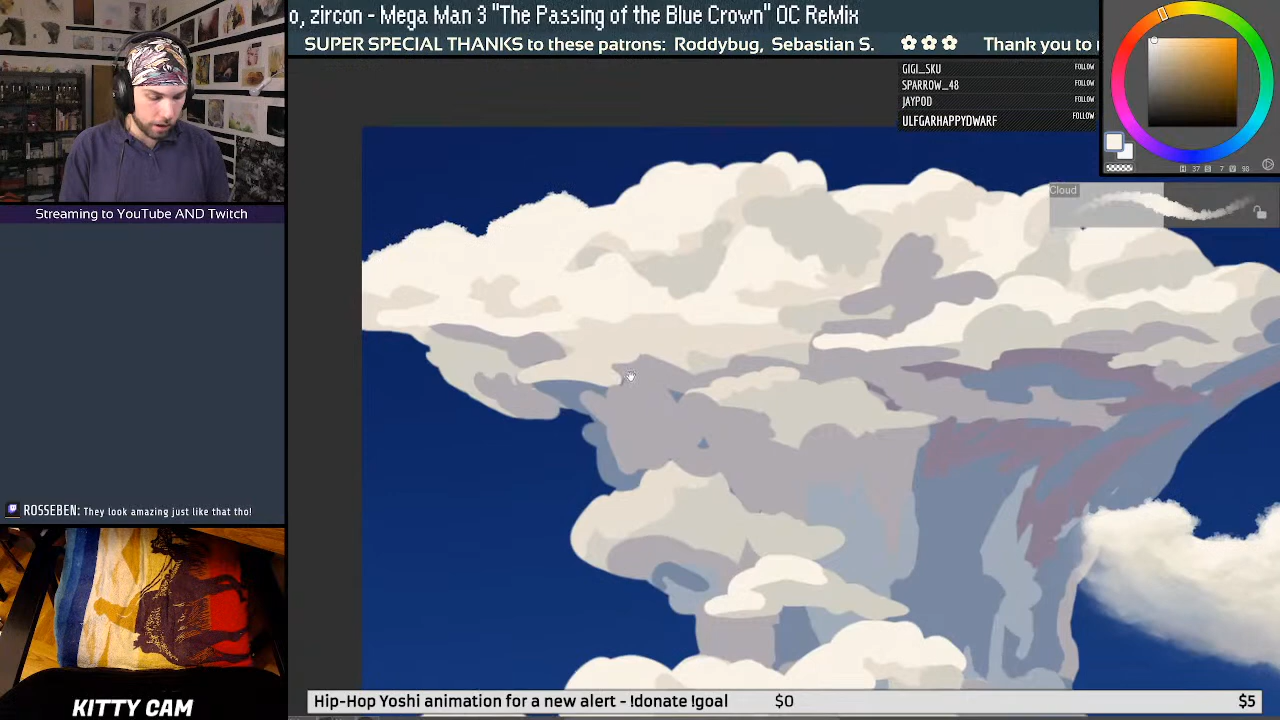 o, zircon - Mega Man 3 "The Passing of the Blue Crown" OC ReMix
SUPER SPECIAL THANKS to these patrons: Roddybug, Sebastian S. ✿ ✿ ✿ Thank you to
GIGI_SKU FOLLOW
SPARROW_48 FOLLOW
JAYPOD FOLLOW
ULFGARHAPPYDWARF FOLLOW
H 37 S 7 V 98
Cloud
Streaming to YouTube AND Twitch
ROSSEBEN: They look amazing just like that tho!
KITTY CAM
Hip-Hop Yoshi animation for a new alert - !donate !goal $0 $5